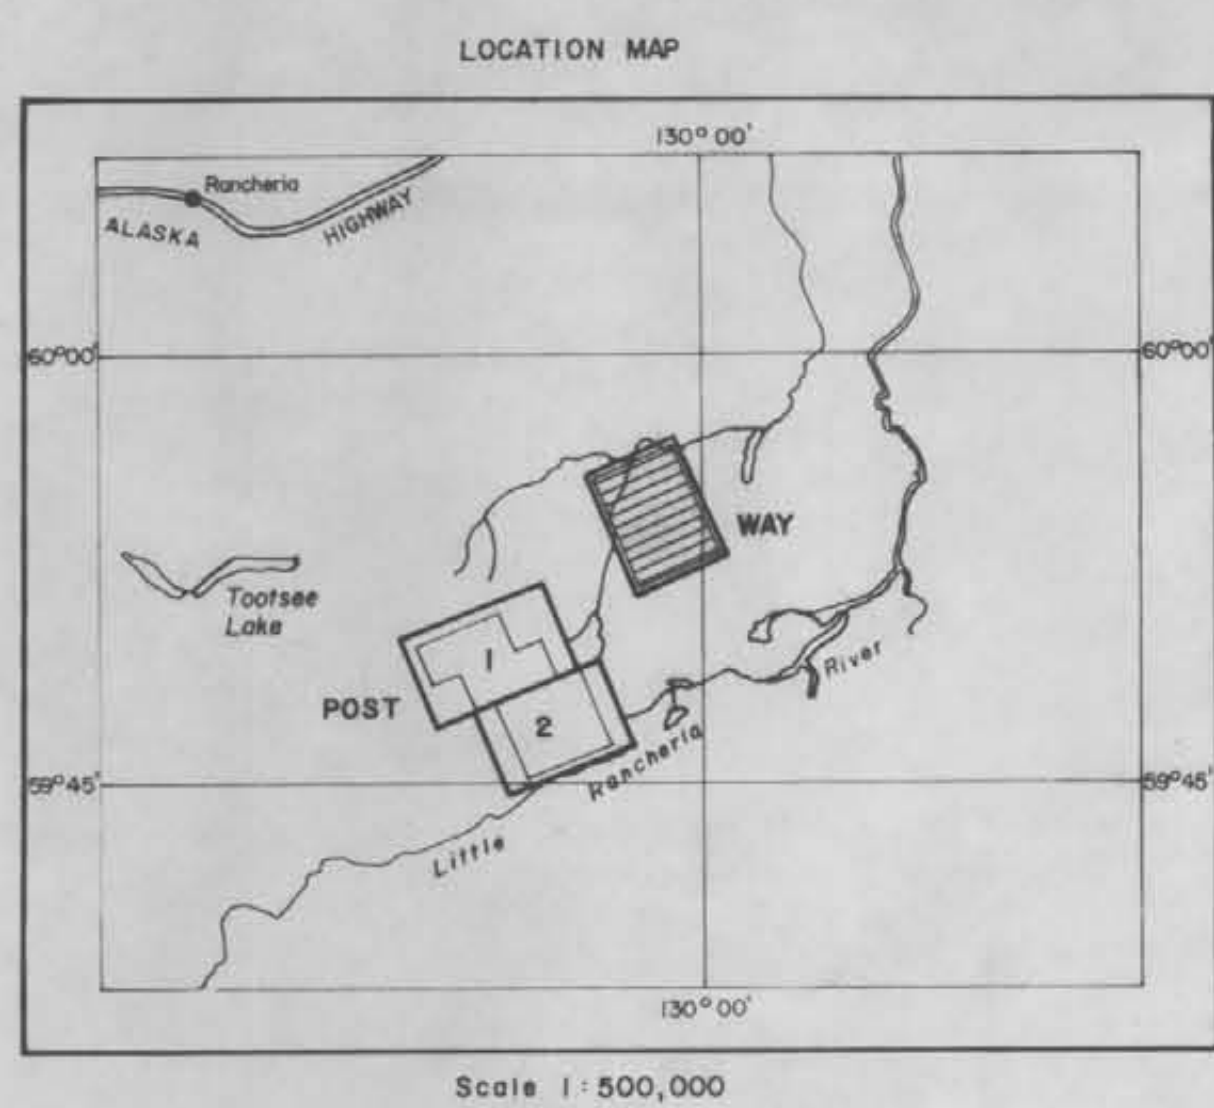 LOCATION MAP
130° 00'
Rancheria
ALASKA HIGHWAY
60°00' 60°00'
WAY
Tootsee
Lake
1
River
POST
2
Rancheria
59°45' 59°45'
Little
130° 00'
Scale 1 : 500,000